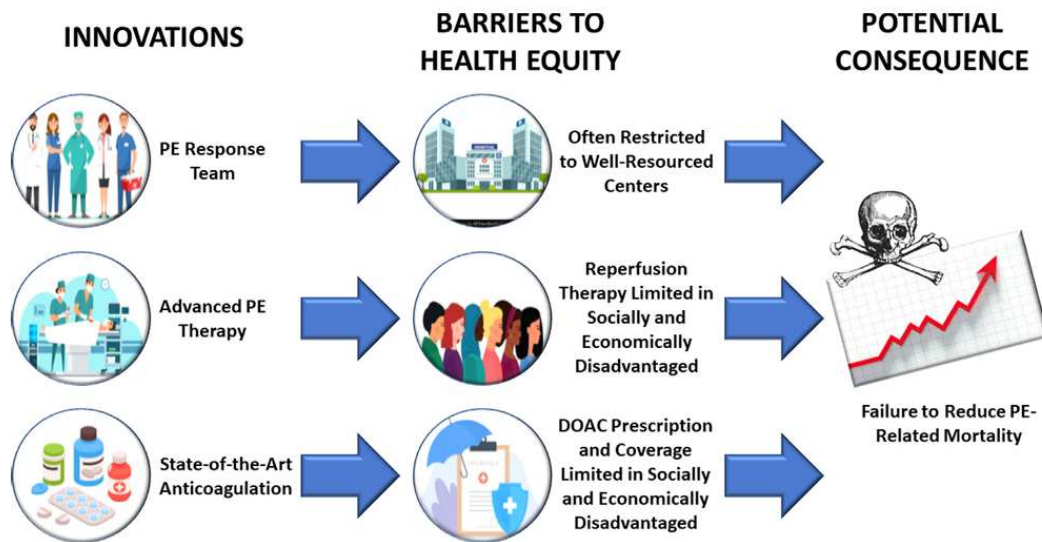 INNOVATIONS
BARRIERS TO
HEALTH EQUITY
POTENTIAL
CONSEQUENCE
PE Response
Team
HOSPITAL
Often Restricted
to Well-Resourced
Centers
Advanced PE
Therapy
Reperfusion
Therapy Limited in
Socially and
Economically
Disadvantaged
State-of-the-Art
Anticoagulation
DOAC Prescription
and Coverage
Limited in Socially
and Economically
Disadvantaged
Failure to Reduce PE-
Related Mortality